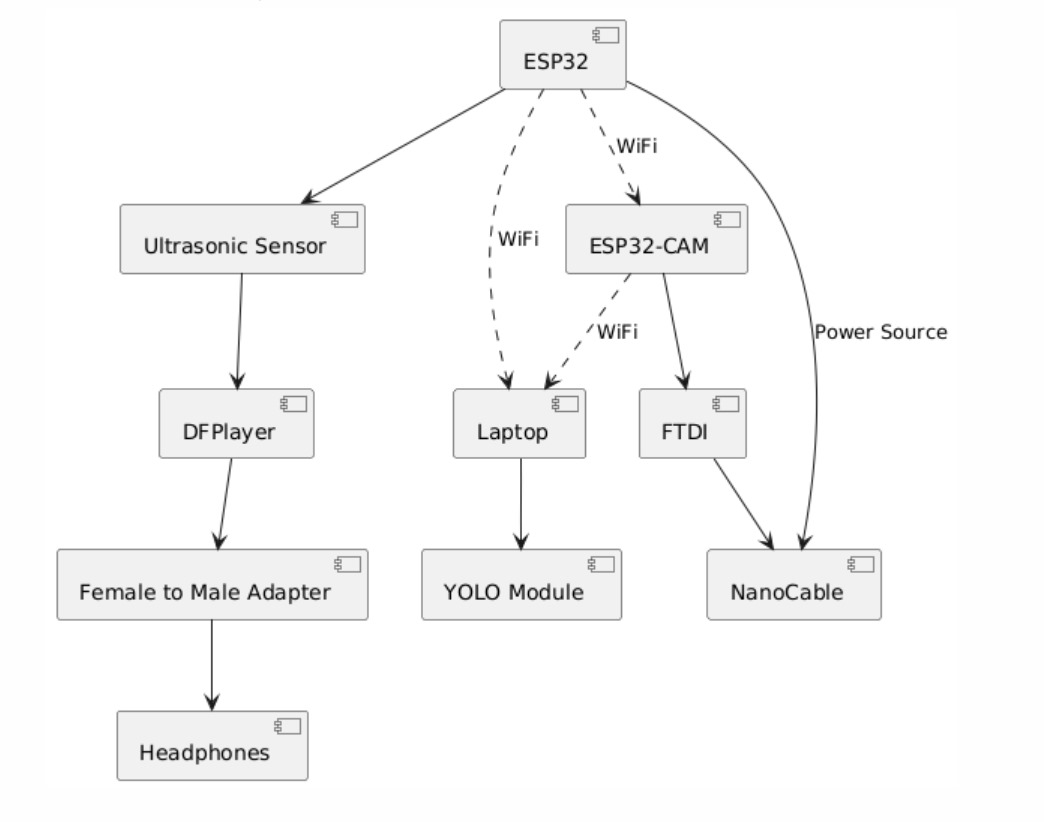 ESP32
WiFi
Ultrasonic Sensor
WiFi
ESP32-CAM
WiFi
Power Source
DFPlayer
Laptop
FTDI
Female to Male Adapter
YOLO Module
NanoCable
Headphones